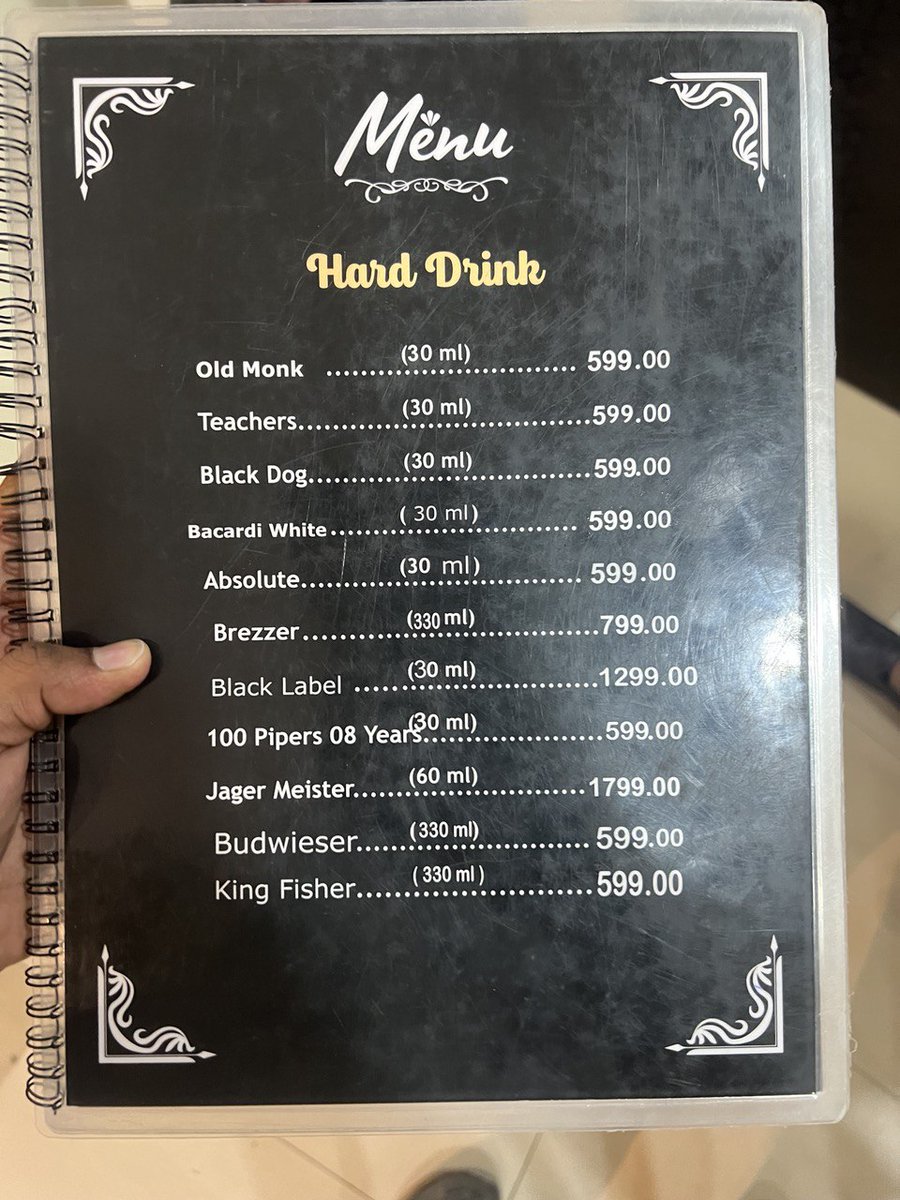 Menu
Hard Drink
Old Monk ............................(30 ml) 599.00
Teachers................................(30 ml) 599.00
Black Dog...............................(30 ml) 599.00
Bacardi White...........................( 30 ml) 599.00
Absolute................................(30 ml) 599.00
Brezzer.................................(330 ml) 799.00
Black Label ............................(30 ml) 1299.00
100 Pipers 08 Years.....................(30 ml) 599.00
Jager Meister...........................(60 ml) 1799.00
Budwieser...............................(330 ml) 599.00
King Fisher.............................( 330 ml ) 599.00